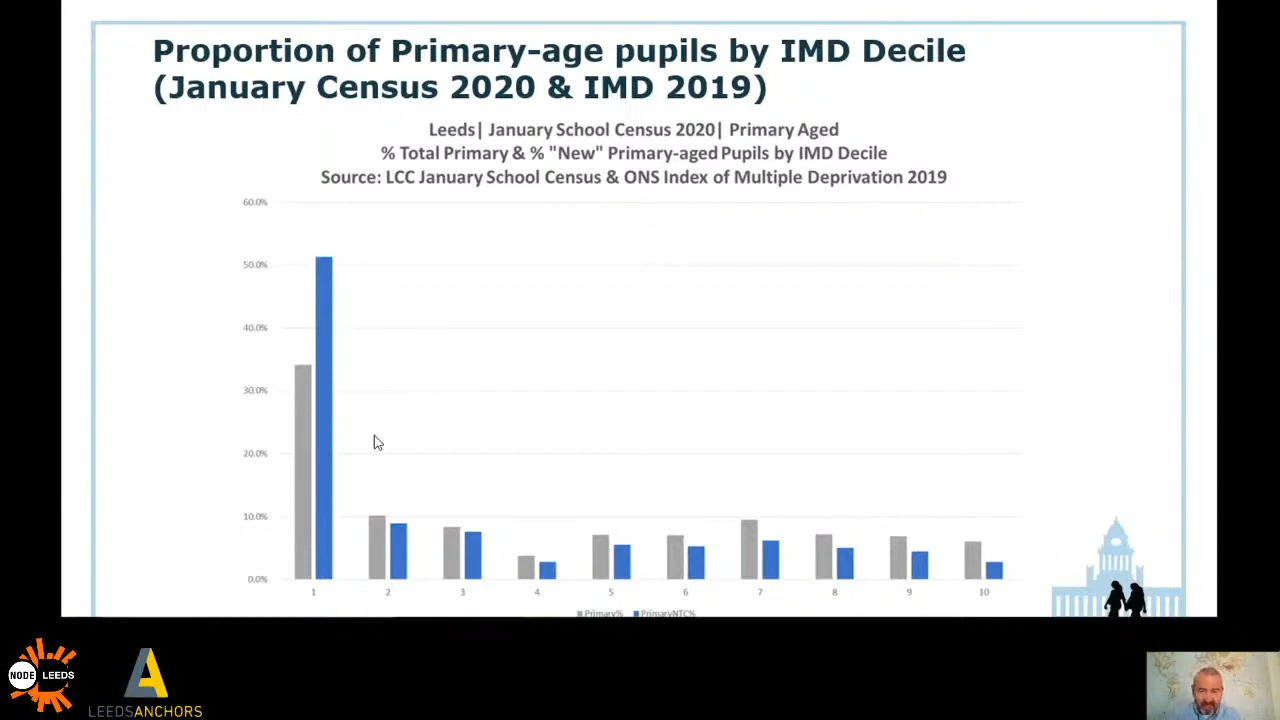 Proportion of Primary-age pupils by IMD Decile
(January Census 2020 & IMD 2019)
Leeds| January School Census 2020| Primary Aged
% Total Primary & % "New" Primary-aged Pupils by IMD Decile
Source: LCC January School Census & ONS Index of Multiple Deprivation 2019
60.0%
50.0%
40.0%
30.0%
20.0%
10.0%
0.0%
1 2 3 4 5 6 7 8 9 10
Primary% PrimaryNTC%
NODE LEEDS
LEEDSANCHORS